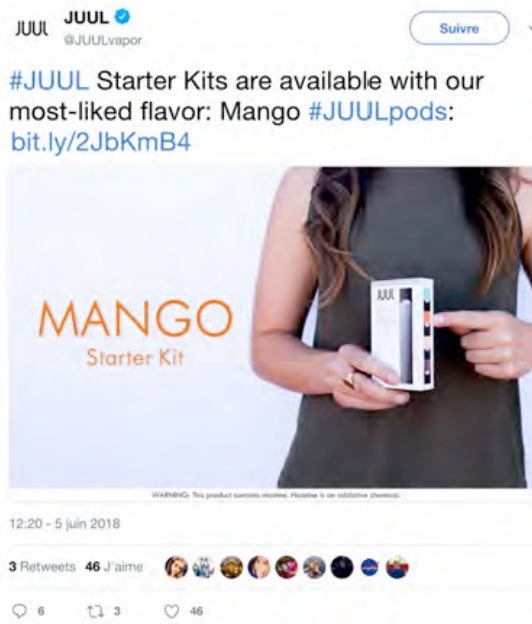 JUUL
JUUL
@JUULvapor
Suivre
#JUUL Starter Kits are available with our
most-liked flavor: Mango #JUULpods:
bit.ly/2JbKmB4
MANGO
Starter Kit
JUUL
WARNING: This product contains nicotine. Nicotine is an addictive chemical.
12:20 - 5 juin 2018
3 Retweets 46 J'aime
6 3 46